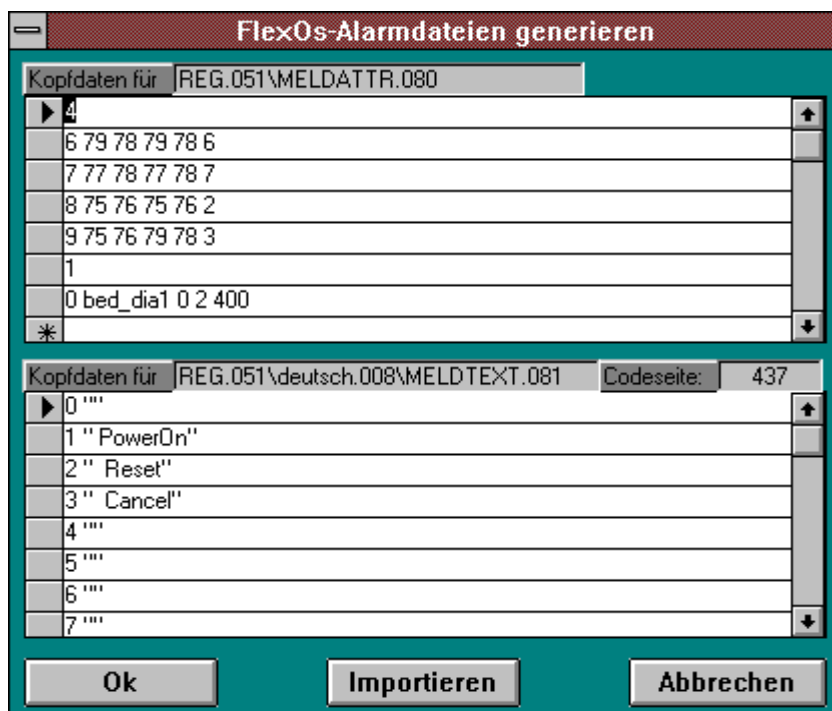 FlexOs-Alarmdateien generieren
Kopfdaten für REG.051\MELDATTR.080
4
6 79 78 79 78 6
7 77 78 77 78 7
8 75 76 75 76 2
9 75 76 79 78 3
1
0 bed_dia1 0 2 400
*
Kopfdaten für REG.051\deutsch.008\MELDTEXT.081 Codeseite: 437
0 ""
1 " PowerOn"
2 "  Reset"
3 "  Cancel"
4 ""
5 ""
6 ""
7 ""
Ok Importieren Abbrechen